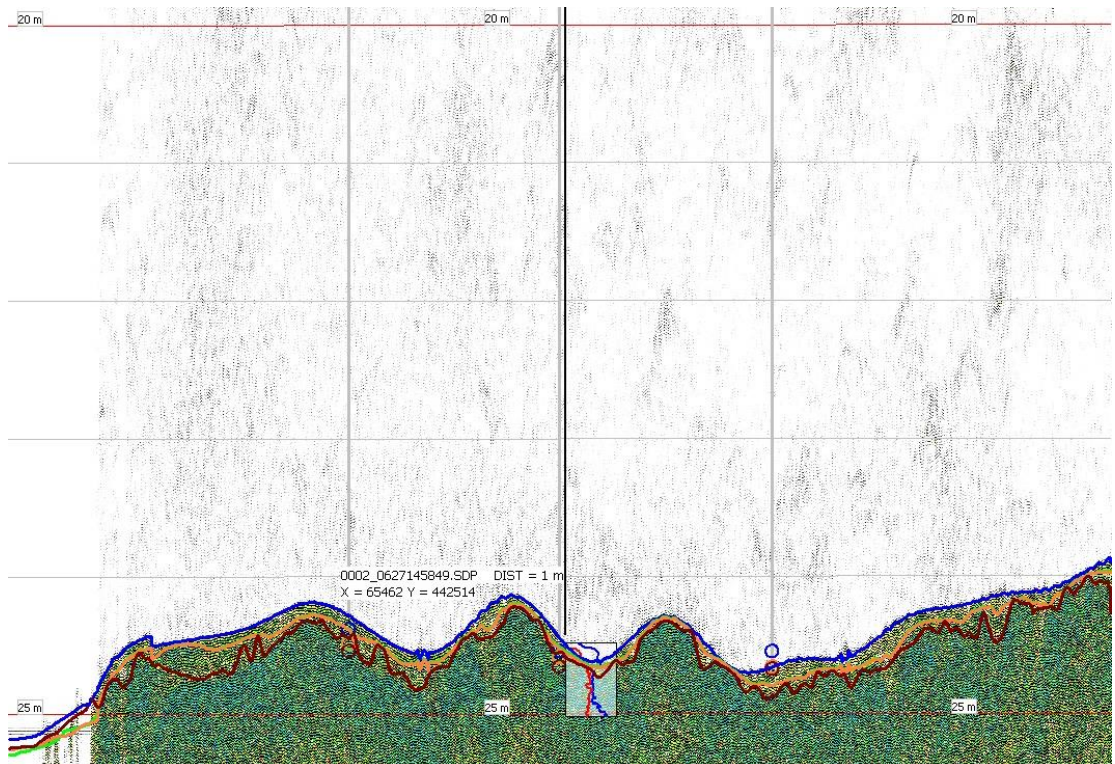 20 m 20 m 20 m
0002_0627145849.SDP DIST = 1 m
X = 65462 Y = 442514
25 m 25 m 25 m